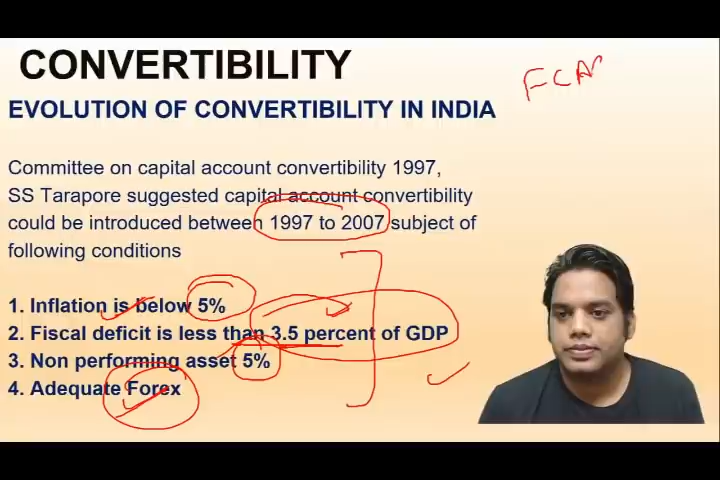 CONVERTIBILITY
EVOLUTION OF CONVERTIBILITY IN INDIA
Committee on capital account convertibility 1997,
SS Tarapore suggested capital account convertibility
could be introduced between 1997 to 2007 subject of
following conditions
1. Inflation is below 5%
2. Fiscal deficit is less than 3.5 percent of GDP
3. Non performing asset 5%
4. Adequate Forex